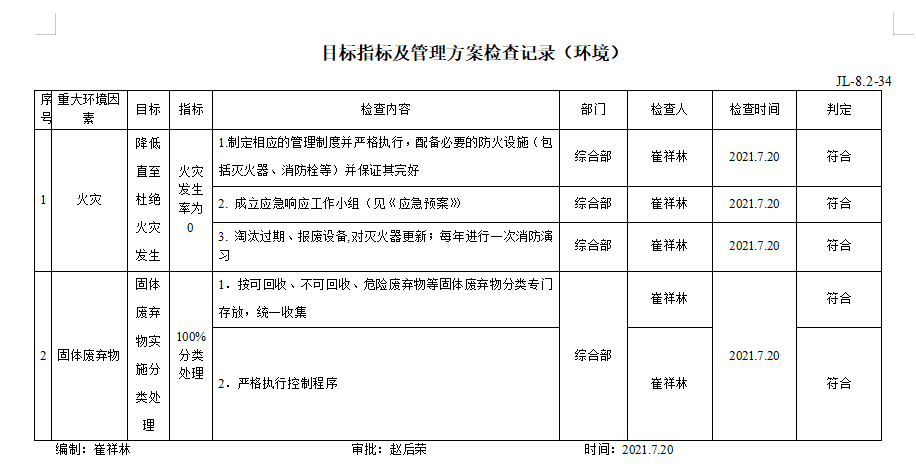 目标指标及管理方案检查记录（环境）
JL-8.2-34
序号 重大环境因素 目标 指标 检查内容 部门 检查人 检查时间 判定
1 火灾 降低直至杜绝火灾发生 火灾发生率为0 1.制定相应的管理制度并严格执行，配备必要的防火设施（包括灭火器、消防栓等）并保证其完好 综合部 崔祥林 2021.7.20 符合
2. 成立应急响应工作小组（见《应急预案》） 综合部 崔祥林 2021.7.20 符合
3. 淘汰过期、报废设备,对灭火器更新；每年进行一次消防演习 综合部 崔祥林 2021.7.20 符合
2 固体废弃物 固体废弃物实施分类处理 100%分类处理 1．按可回收、不可回收、危险废弃物等固体废弃物分类专门存放，统一收集 综合部 崔祥林 2021.7.20 符合
2．严格执行控制程序 崔祥林 符合
编制：崔祥林 审批：赵后荣 时间：2021.7.20